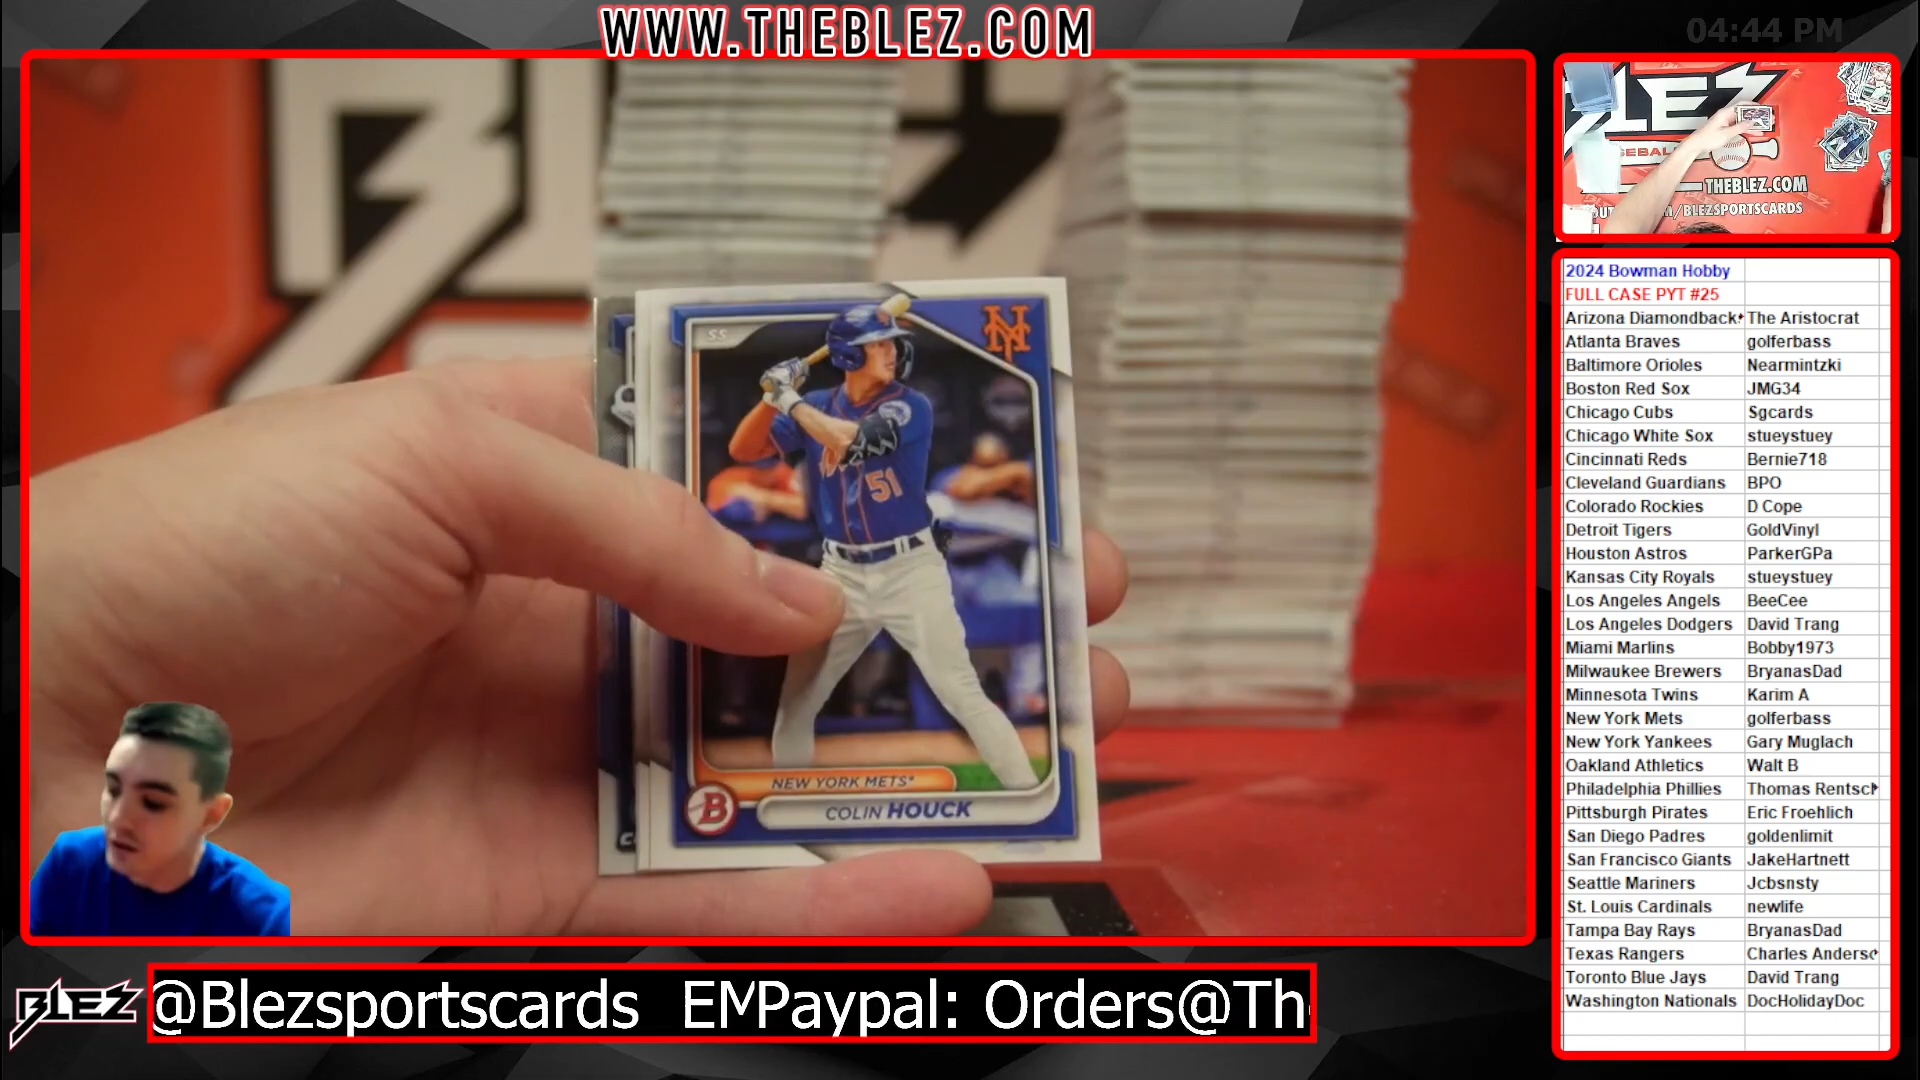 WWW.THEBLEZ.COM
04:44 PM
BLEZ
SS
NY
51
NEW YORK METS*
B
COLIN HOUCK
LEZ
THEBLEZ.COM
/BLEZSPORTSCARDS
2024 Bowman Hobby
FULL CASE PYT #25
Arizona Diamondback The Aristocrat
Atlanta Braves golferbass
Baltimore Orioles Nearmintzki
Boston Red Sox JMG34
Chicago Cubs Sgcards
Chicago White Sox stueystuey
Cincinnati Reds Bernie718
Cleveland Guardians BPO
Colorado Rockies D Cope
Detroit Tigers GoldVinyl
Houston Astros ParkerGPa
Kansas City Royals stueystuey
Los Angeles Angels BeeCee
Los Angeles Dodgers David Trang
Miami Marlins Bobby1973
Milwaukee Brewers BryanasDad
Minnesota Twins Karim A
New York Mets golferbass
New York Yankees Gary Muglach
Oakland Athletics Walt B
Philadelphia Phillies Thomas Rentscl
Pittsburgh Pirates Eric Froehlich
San Diego Padres goldenlimit
San Francisco Giants JakeHartnett
Seattle Mariners Jcbsnsty
St. Louis Cardinals newlife
Tampa Bay Rays BryanasDad
Texas Rangers Charles Anders
Toronto Blue Jays David Trang
Washington Nationals DocHolidayDoc
BLEZ
@Blezsportscards EMPaypal: Orders@Th